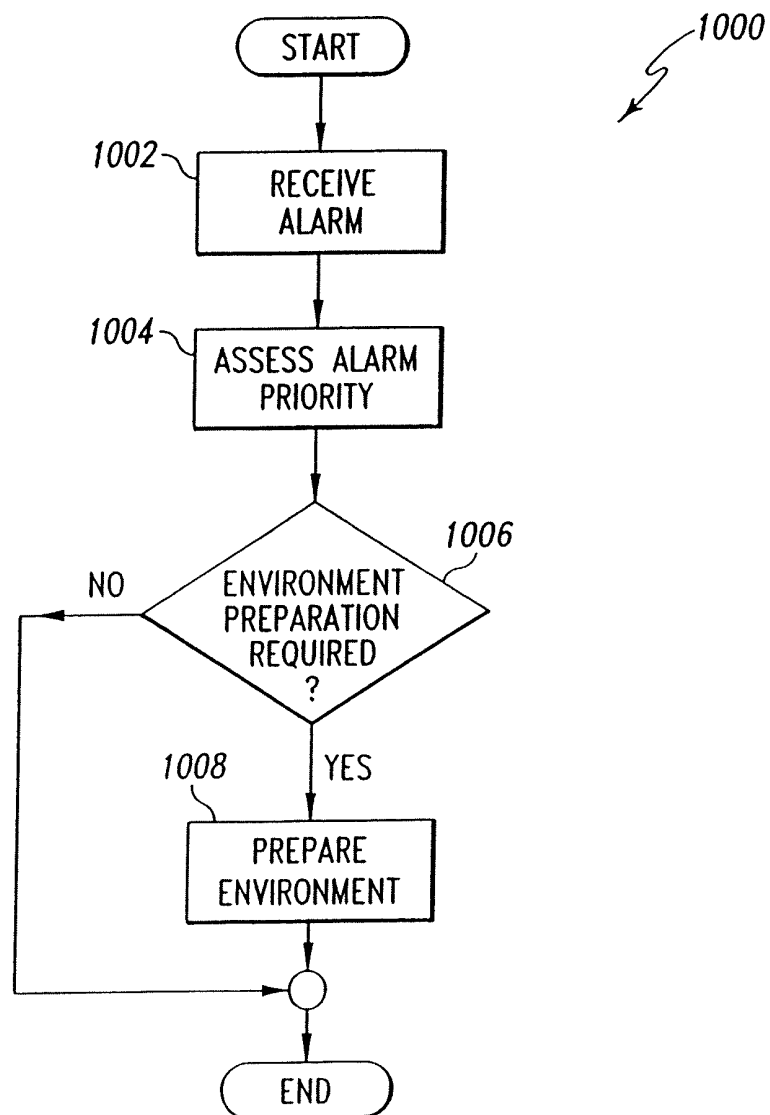 START
1000
1002
RECEIVE
ALARM
1004
ASSESS ALARM
PRIORITY
1006
NO
ENVIRONMENT
PREPARATION
REQUIRED
?
YES
1008
PREPARE
ENVIRONMENT
END